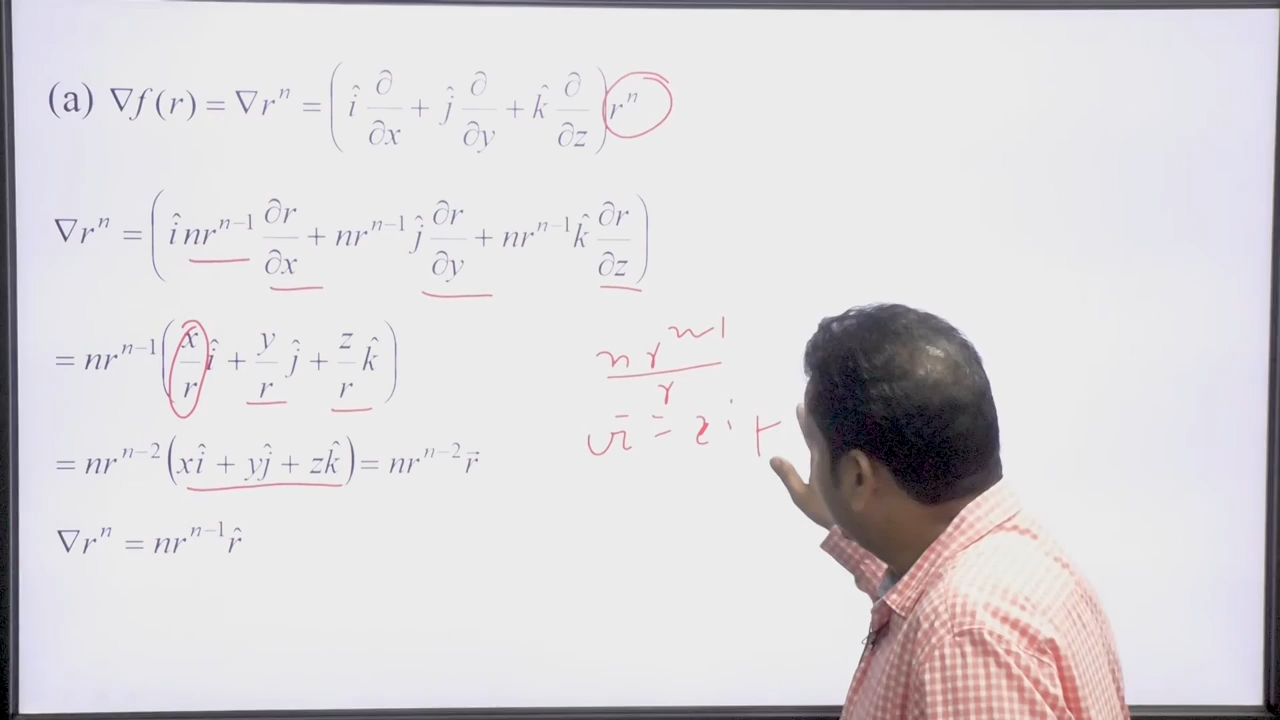 (a) ∇f(r) = ∇rⁿ = (î ∂/∂x + ĵ ∂/∂y + k̂ ∂/∂z) rⁿ
∇rⁿ = (î nrⁿ⁻¹ ∂r/∂x + nrⁿ⁻¹ ĵ ∂r/∂y + nrⁿ⁻¹ k̂ ∂r/∂z)
= nrⁿ⁻¹ (x/r î + y/r ĵ + z/r k̂)
= nrⁿ⁻² (xî + yĵ + zk̂) = nrⁿ⁻² r⃗
∇rⁿ = nrⁿ⁻¹ r̂
n rⁿ⁻¹ / r